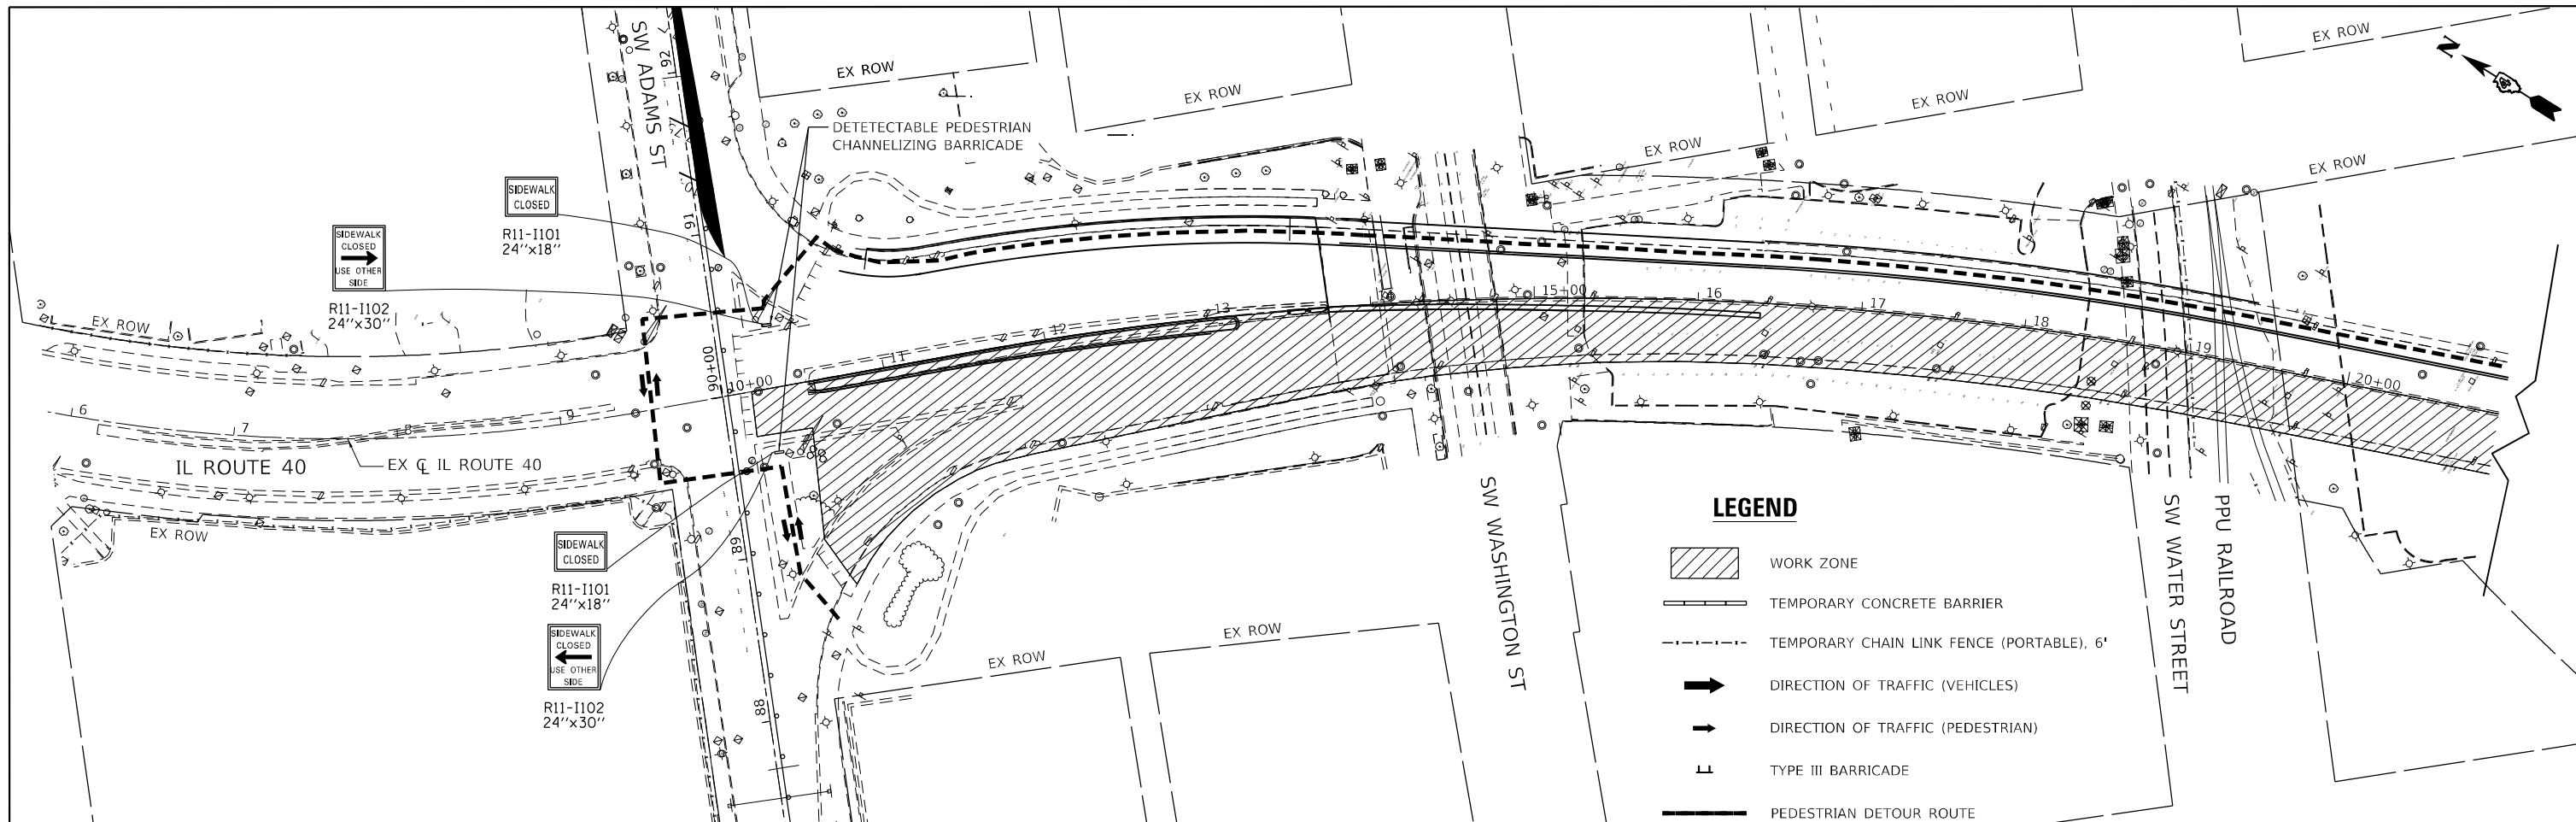 SW ADAMS ST
92
91
90+00
89
88
EX ROW
EX ROW
EX ROW
EX ROW
EX ROW
EX ROW
N
DETETECTABLE PEDESTRIAN
CHANNELIZING BARRICADE
SIDEWALK
CLOSED
R11-I101
24''x18''
SIDEWALK
CLOSED
USE OTHER
SIDE
R11-I102
24''x30''
EX ROW
6
7
8
9
10+00
11
12
13
15+00
16
17
18
19
20+00
IL ROUTE 40
EX ℄ IL ROUTE 40
EX ROW
SIDEWALK
CLOSED
R11-I101
24''x18''
SIDEWALK
CLOSED
USE OTHER
SIDE
R11-I102
24''x30''
EX ROW
EX ROW
SW WASHINGTON ST
SW WATER STREET
PPU RAILROAD
LEGEND
WORK ZONE
TEMPORARY CONCRETE BARRIER
TEMPORARY CHAIN LINK FENCE (PORTABLE), 6'
DIRECTION OF TRAFFIC (VEHICLES)
DIRECTION OF TRAFFIC (PEDESTRIAN)
TYPE III BARRICADE
PEDESTRIAN DETOUR ROUTE